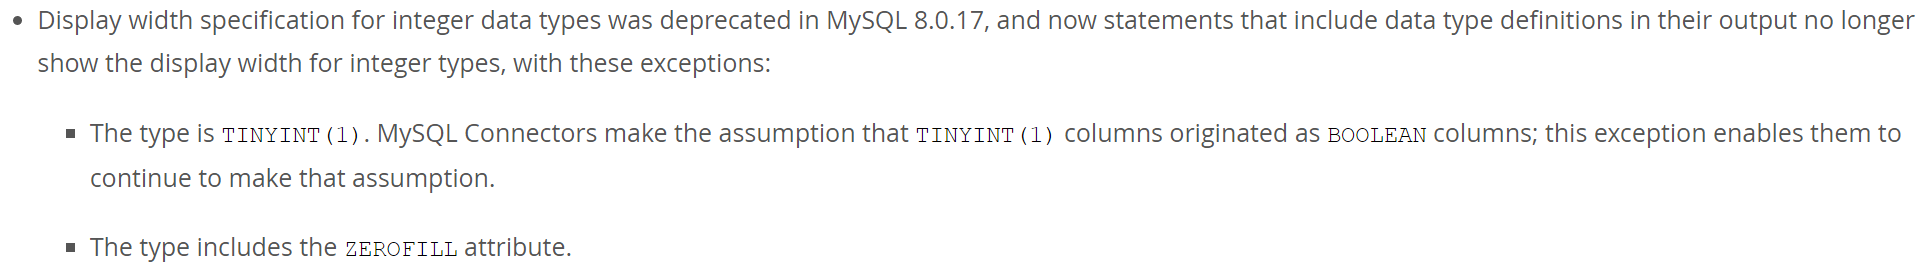 • Display width specification for integer data types was deprecated in MySQL 8.0.17, and now statements that include data type definitions in their output no longer
show the display width for integer types, with these exceptions:
▪ The type is TINYINT(1). MySQL Connectors make the assumption that TINYINT(1) columns originated as BOOLEAN columns; this exception enables them to
continue to make that assumption.
▪ The type includes the ZEROFILL attribute.